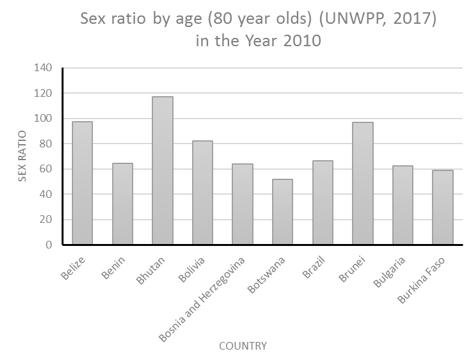 Sex ratio by age (80 year olds) (UNWPP, 2017)
in the Year 2010
140
120
100
80
60
40
20
0
SEX RATIO
Belize
Benin
Bhutan
Bolivia
Bosnia and Herzegovina
Botswana
Brazil
Brunei
Bulgaria
Burkina Faso
COUNTRY